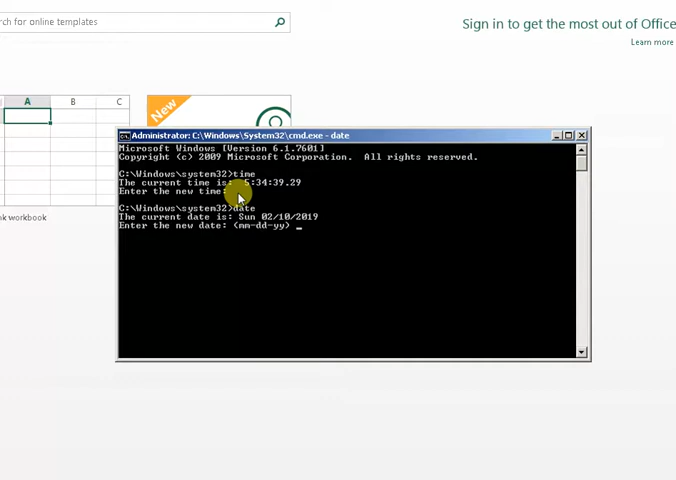 rch for online templates
Sign in to get the most out of Office
Learn more
A B C
New
Administrator: C:\Windows\System32\cmd.exe - date
Microsoft Windows [Version 6.1.7601]
Copyright (c) 2009 Microsoft Corporation. All rights reserved.
C:\Windows\system32>time
The current time is: 5:34:39.29
Enter the new time:
C:\Windows\system32>date
The current date is: Sun 02/10/2019
Enter the new date: (mm-dd-yy) _
nk workbook